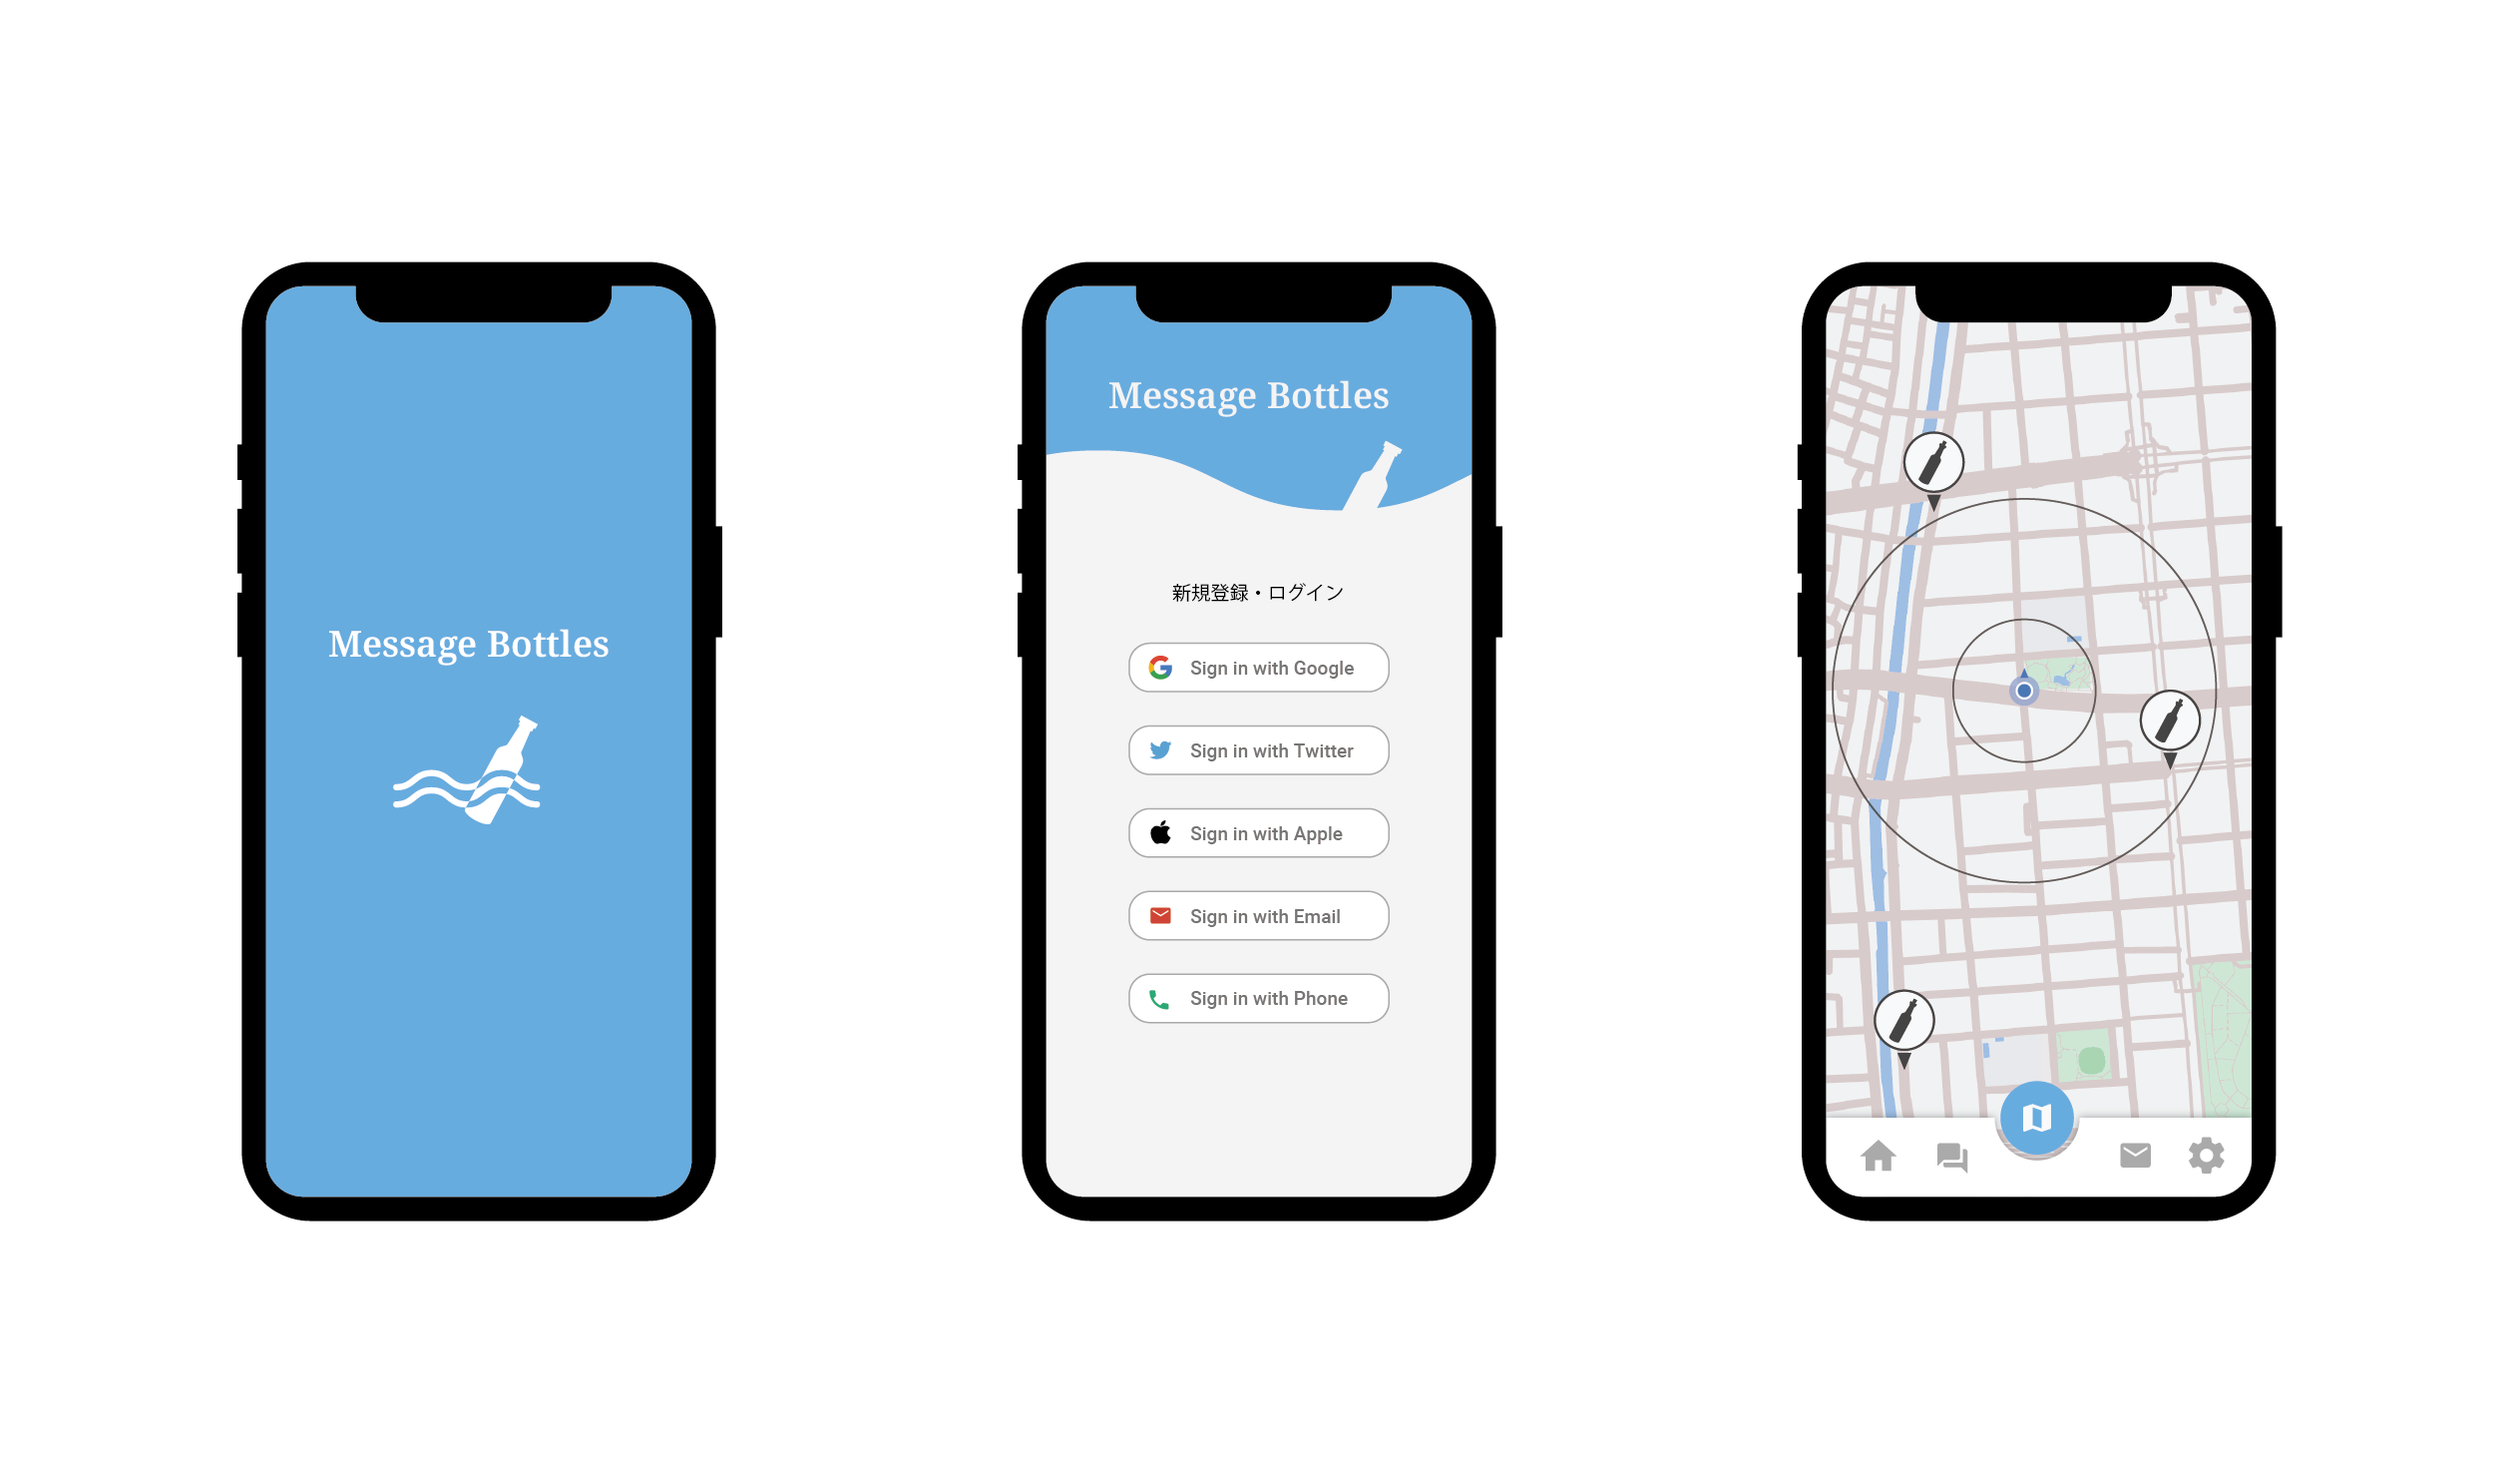 Message Bottles
Message Bottles
新規登録・ログイン
Sign in with Google
Sign in with Twitter
Sign in with Apple
Sign in with Email
Sign in with Phone